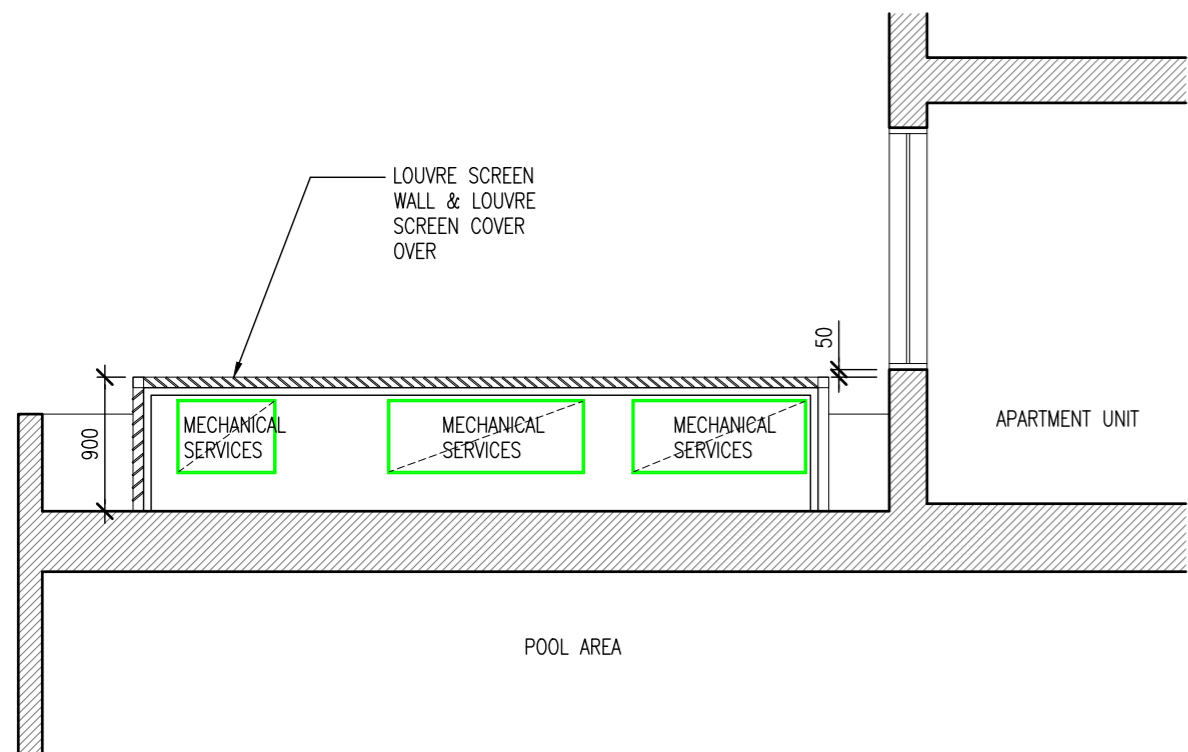 LOUVRE SCREEN
WALL & LOUVRE
SCREEN COVER
OVER
50
900
MECHANICAL
SERVICES
MECHANICAL
SERVICES
MECHANICAL
SERVICES
APARTMENT UNIT
POOL AREA